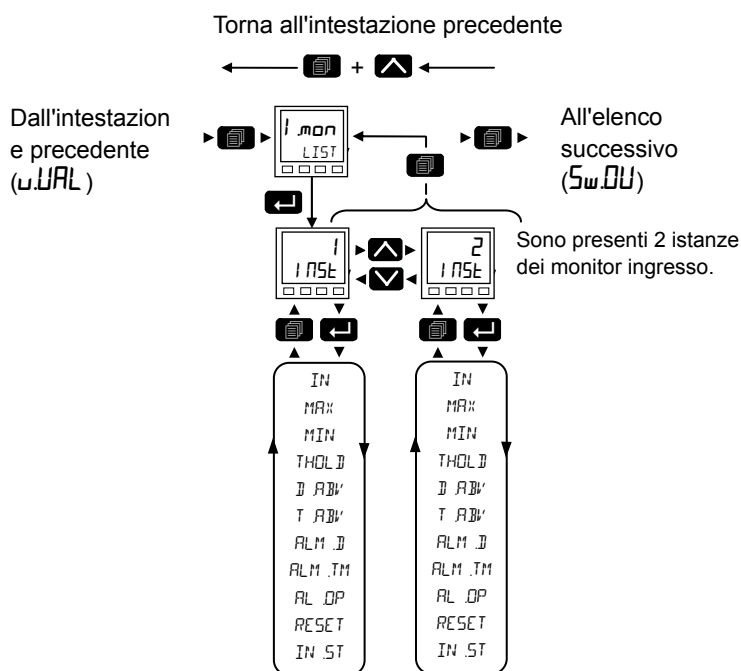 Torna all'intestazione precedente
+
Dall'intestazion
e precedente
(u.UAL)
I.mon
LIST
All'elenco
successivo
(Sw.OU)
1
INSt
2
INSt
Sono presenti 2 istanze
dei monitor ingresso.
IN
MAX
MIN
THOLD
D.ABV
T.ABV
ALM.D
ALM.TM
AL.OP
RESET
IN.ST
IN
MAX
MIN
THOLD
D.ABV
T.ABV
ALM.D
ALM.TM
AL.OP
RESET
IN.ST